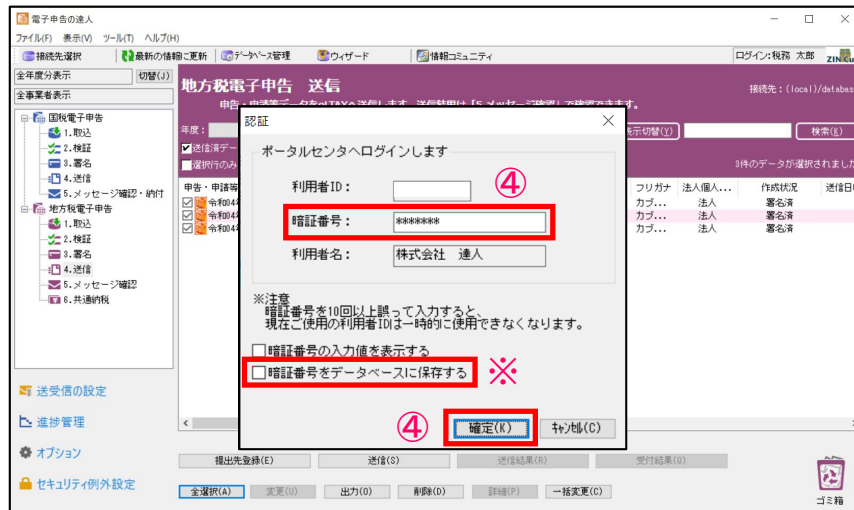 電子申告の達人
ファイル(F) 表示(V) ツール(T) ヘルプ(H)
接続先選択 最新の情報に更新 データベース管理 ウィザード 情報コミュニティ ログイン:税務 太郎
全年度分表示 切替(J)
全事業者表示
国税電子申告
1.取込
2.検証
3.署名
4.送信
5.メッセージ確認・納付
地方税電子申告
1.取込
2.検証
3.署名
4.送信
5.メッセージ確認
6.共通納税
送受信の設定
進捗管理
オプション
セキュリティ例外設定
地方税電子申告 送信
接続先:(local)/databas
年度:
表示切替(Y) 検索(K)
送信済デー
選択行のみ
3件のデータが選択されました
申告・申請等 フリガナ 法人個人... 作成状況 送信日
令和04年 カブ... 法人 署名済
令和04年 カブ... 法人 署名済
令和04年 カブ... 法人 署名済
認証
ポータルセンタへログインします
④
利用者ID:
暗証番号: *******
利用者名: 株式会社 達人
※注意
暗証番号を10回以上誤って入力すると、
現在ご使用の利用者IDは一時的に使用できなくなります。
暗証番号の入力値を表示する
暗証番号をデータベースに保存する ※
④ 確定(K) キャンセル(C)
提出先登録(E) 送信(S) 送信結果(R) 受付結果(Q)
全選択(A) 変更(U) 出力(O) 削除(D) 詳細(P) 一括変更(C)
ゴミ箱